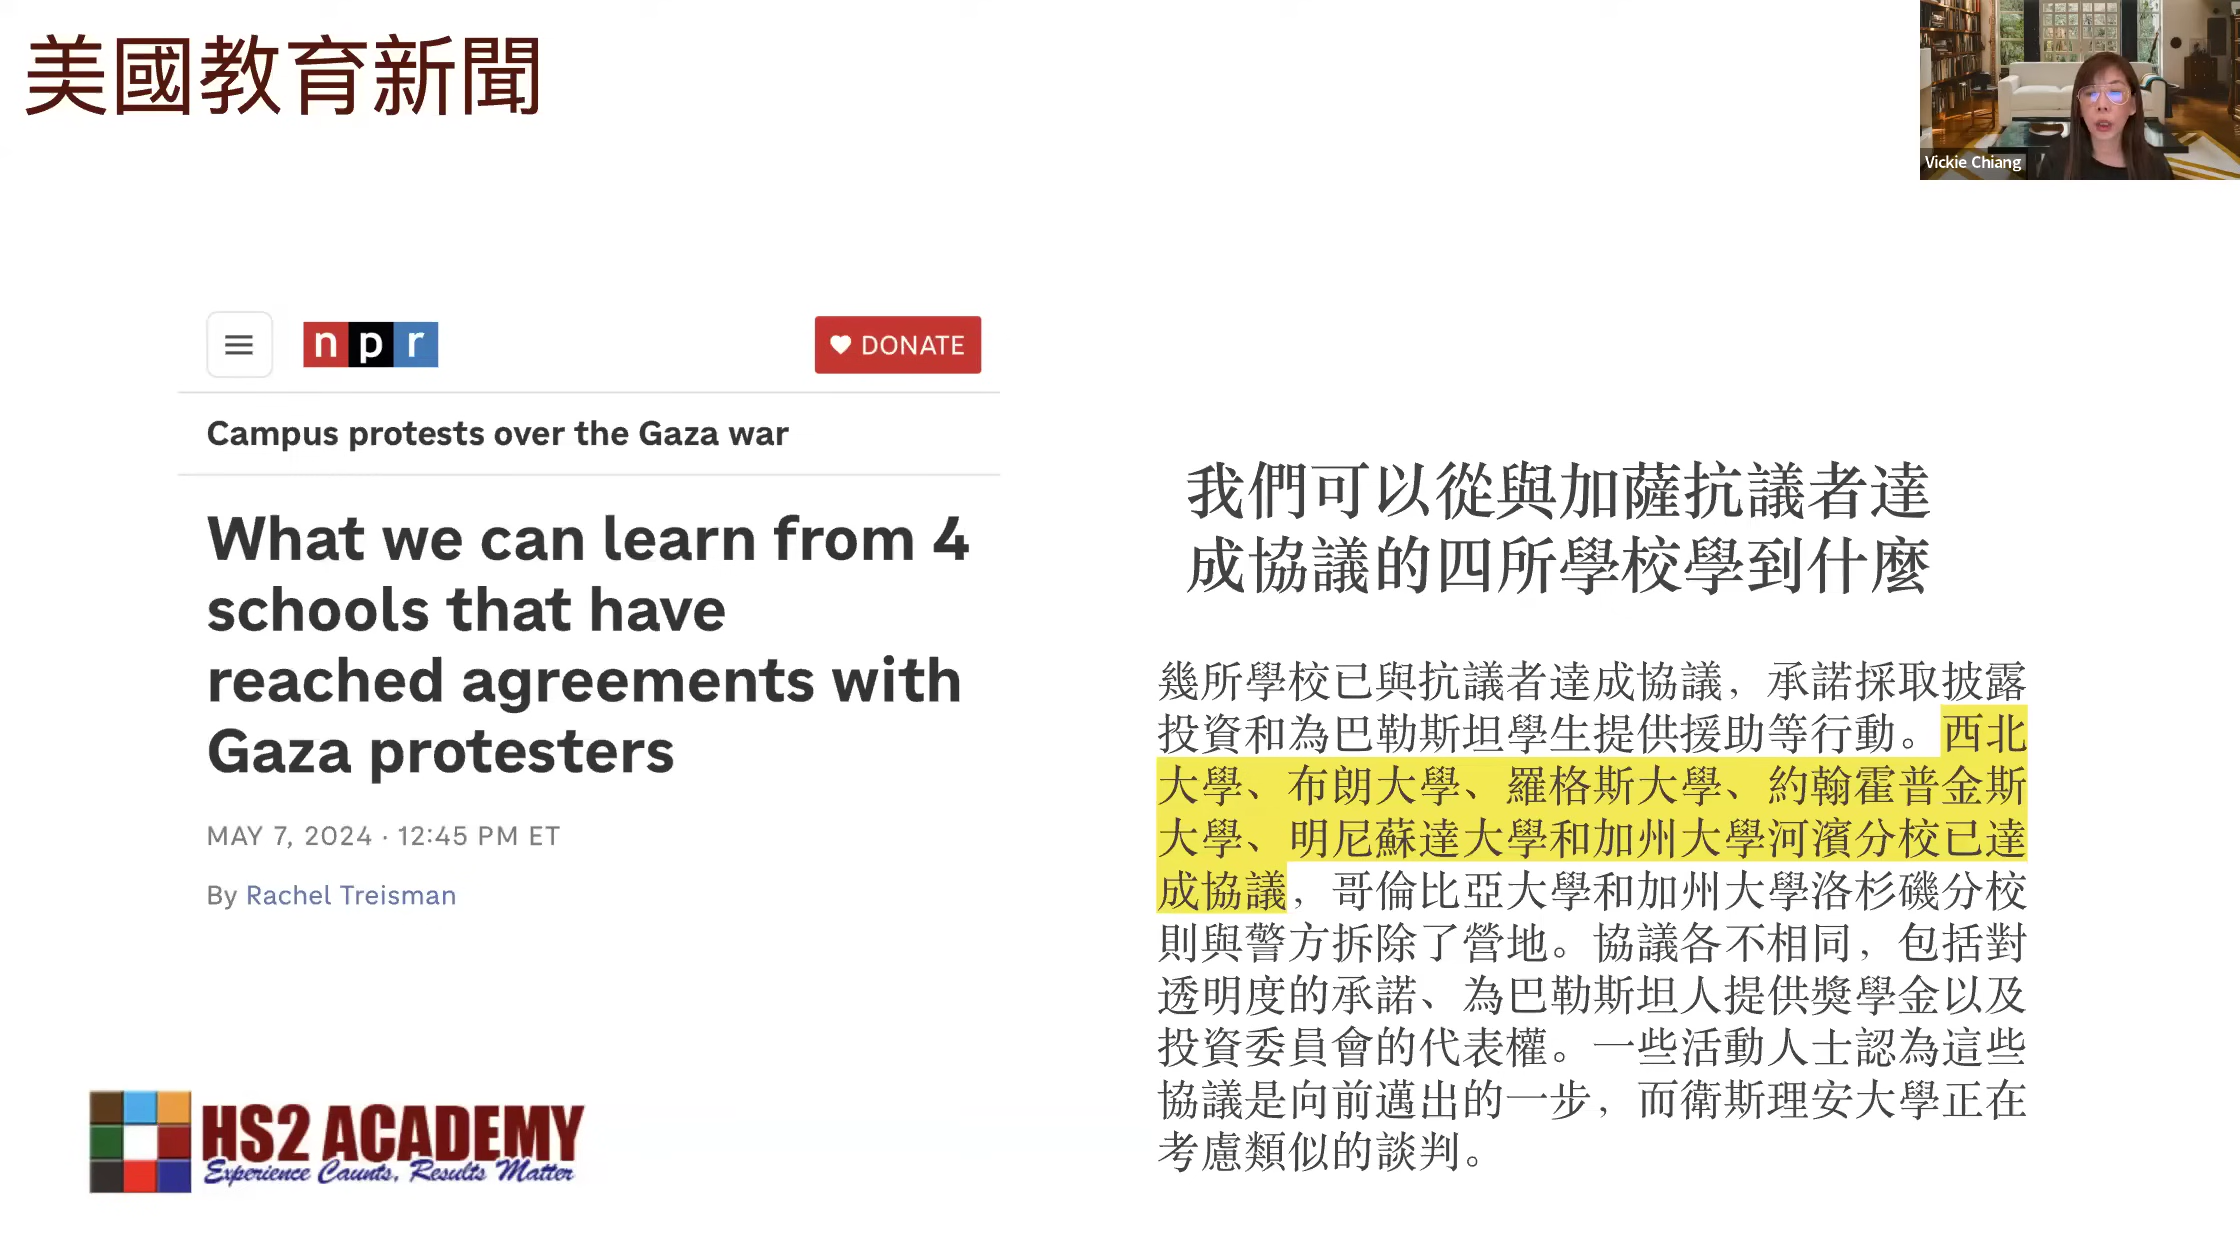 美國教育新聞
Vickie Chiang
npr
DONATE
Campus protests over the Gaza war
What we can learn from 4
schools that have
reached agreements with
Gaza protesters
MAY 7, 2024 · 12:45 PM ET
By Rachel Treisman
我們可以從與加薩抗議者達
成協議的四所學校學到什麼
幾所學校已與抗議者達成協議，承諾採取披露
投資和為巴勒斯坦學生提供援助等行動。西北
大學、布朗大學、羅格斯大學、約翰霍普金斯
大學、明尼蘇達大學和加州大學河濱分校已達
成協議，哥倫比亞大學和加州大學洛杉磯分校
則與警方拆除了營地。協議各不相同，包括對
透明度的承諾、為巴勒斯坦人提供獎學金以及
投資委員會的代表權。一些活動人士認為這些
協議是向前邁出的一步，而衛斯理安大學正在
考慮類似的談判。
HS2 ACADEMY
Experience Counts, Results Matter